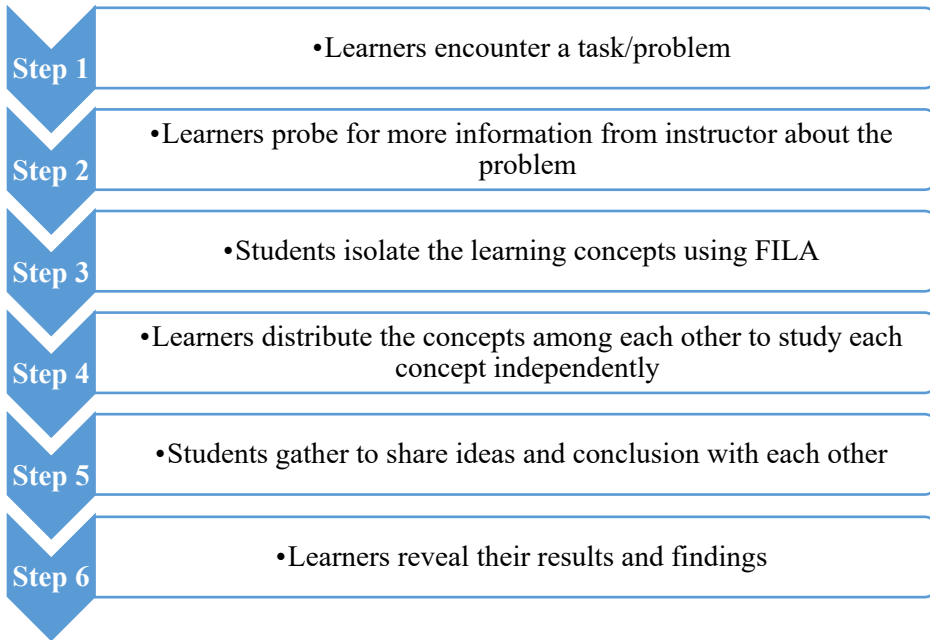 Step 1
•Learners encounter a task/problem
Step 2
•Learners probe for more information from instructor about the
problem
Step 3
•Students isolate the learning concepts using FILA
Step 4
•Learners distribute the concepts among each other to study each
concept independently
Step 5
•Students gather to share ideas and conclusion with each other
Step 6
•Learners reveal their results and findings